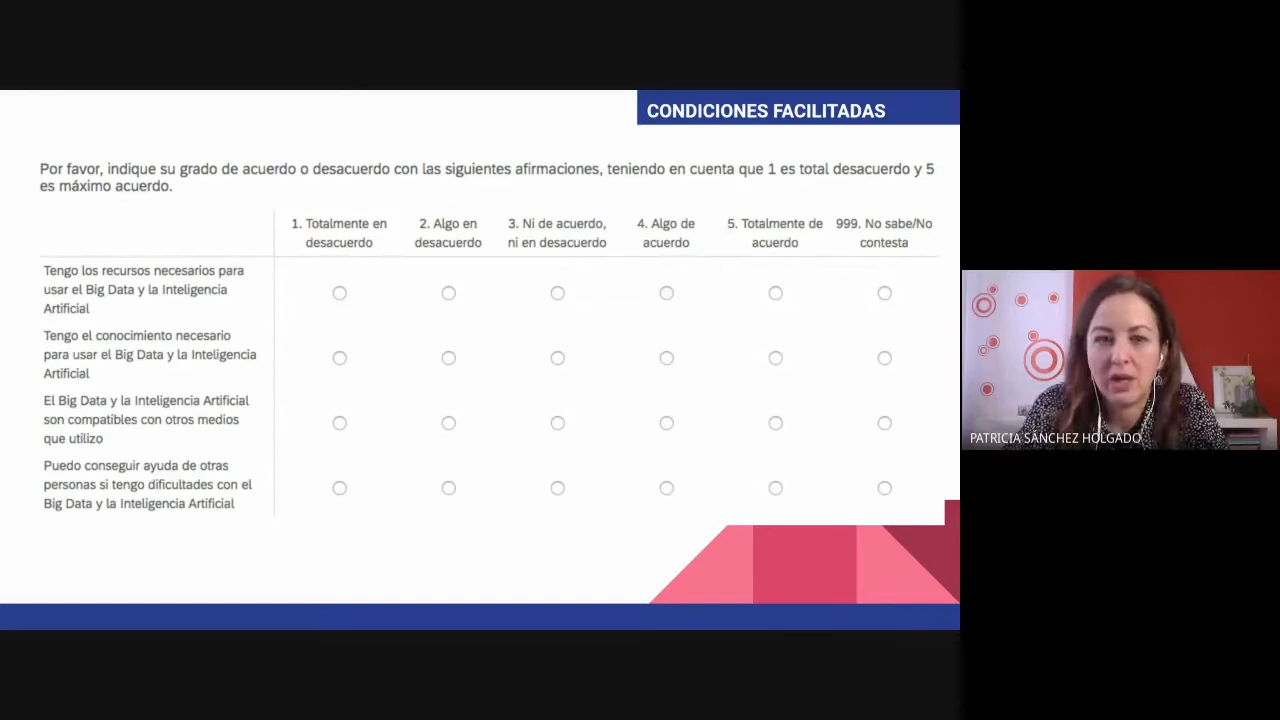 CONDICIONES FACILITADAS
Por favor, indique su grado de acuerdo o desacuerdo con las siguientes afirmaciones, teniendo en cuenta que 1 es total desacuerdo y 5
es máximo acuerdo.
1. Totalmente en
desacuerdo
2. Algo en
desacuerdo
3. Ni de acuerdo,
ni en desacuerdo
4. Algo de
acuerdo
5. Totalmente de
acuerdo
999. No sabe/No
contesta
Tengo los recursos necesarios para
usar el Big Data y la Inteligencia
Artificial
Tengo el conocimiento necesario
para usar el Big Data y la Inteligencia
Artificial
El Big Data y la Inteligencia Artificial
son compatibles con otros medios
que utilizo
Puedo conseguir ayuda de otras
personas si tengo dificultades con el
Big Data y la Inteligencia Artificial
PATRICIA SÁNCHEZ HOLGADO